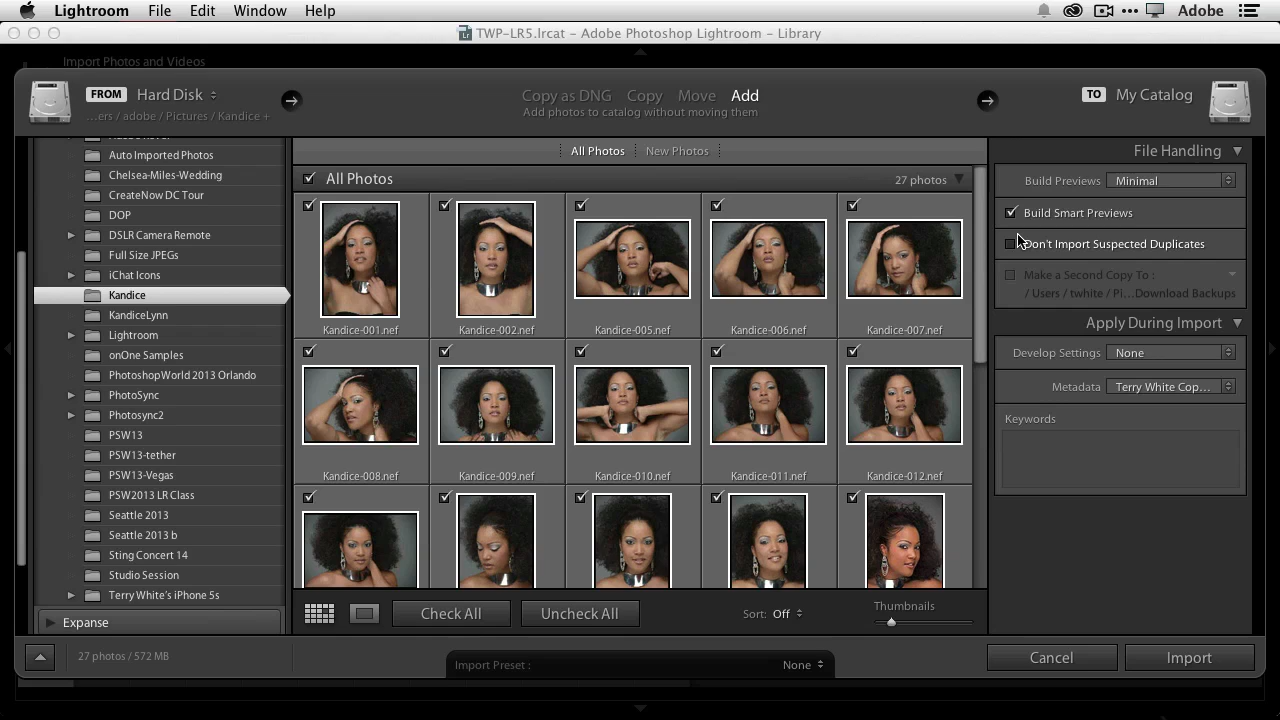 Lightroom File Edit Window Help Adobe
TWP-LR5.lrcat – Adobe Photoshop Lightroom – Library
Import Photos and Videos
FROM Hard Disk
...ers / adobe / Pictures / Kandice +
Copy as DNG Copy Move Add
Add photos to catalog without moving them
TO My Catalog
Auto Imported Photos
Chelsea-Miles-Wedding
CreateNow DC Tour
DOP
DSLR Camera Remote
Full Size JPEGs
iChat Icons
Kandice
KandiceLynn
Lightroom
onOne Samples
PhotoshopWorld 2013 Orlando
PhotoSync
Photosync2
PSW13
PSW13-tether
PSW13-Vegas
PSW2013 LR Class
Seattle 2013
Seattle 2013 b
Sting Concert 14
Studio Session
Terry White's iPhone 5s
Expanse
All Photos New Photos
All Photos 27 photos
Kandice-001.nef Kandice-002.nef Kandice-005.nef Kandice-006.nef Kandice-007.nef
Kandice-008.nef Kandice-009.nef Kandice-010.nef Kandice-011.nef Kandice-012.nef
Check All Uncheck All Sort: Off Thumbnails
File Handling
Build Previews Minimal
Build Smart Previews
Don't Import Suspected Duplicates
Make a Second Copy To :
/ Users / twhite / Pi...Download Backups
Apply During Import
Develop Settings None
Metadata Terry White Cop...
Keywords
27 photos / 572 MB
Import Preset : None
Cancel Import